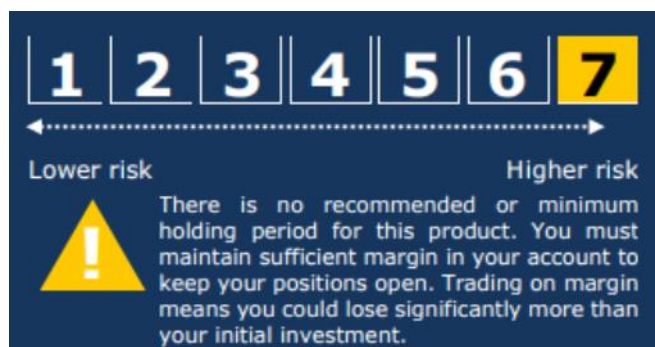 1 2 3 4 5 6 7
Lower risk Higher risk
!
There is no recommended or minimum
holding period for this product. You must
maintain sufficient margin in your account to
keep your positions open. Trading on margin
means you could lose significantly more than
your initial investment.